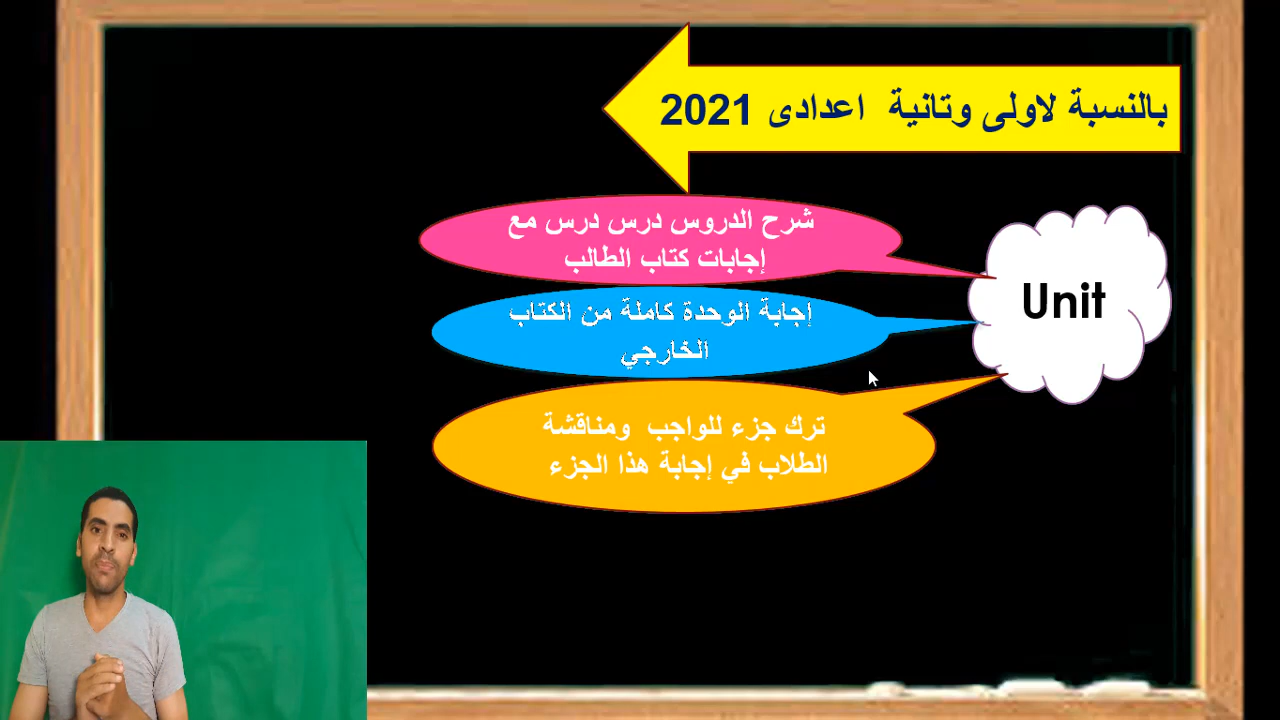 بالنسبة لاولى وتانية اعدادى 2021
شرح الدروس درس درس مع
إجابات كتاب الطالب
Unit
إجابة الوحدة كاملة من الكتاب
الخارجي
ترك جزء للواجب ومناقشة
الطلاب في إجابة هذا الجزء